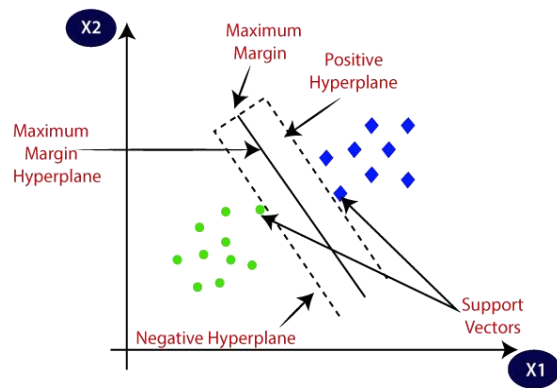 X2
Maximum
Margin
Positive
Hyperplane
Maximum
Margin
Hyperplane
Support
Vectors
Negative Hyperplane
X1